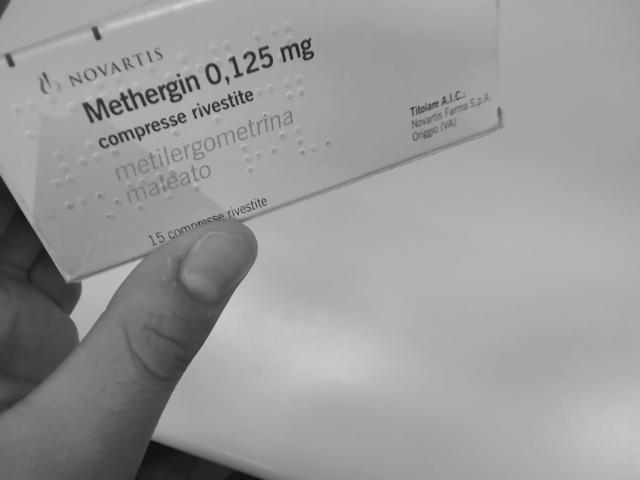 NOVARTIS
Methergin 0,125 mg
compresse rivestite
metilergometrina
maleato
15 compresse rivestite
Titolare A.I.C.:
Novartis Farma S.p.A.
Origgio (VA)